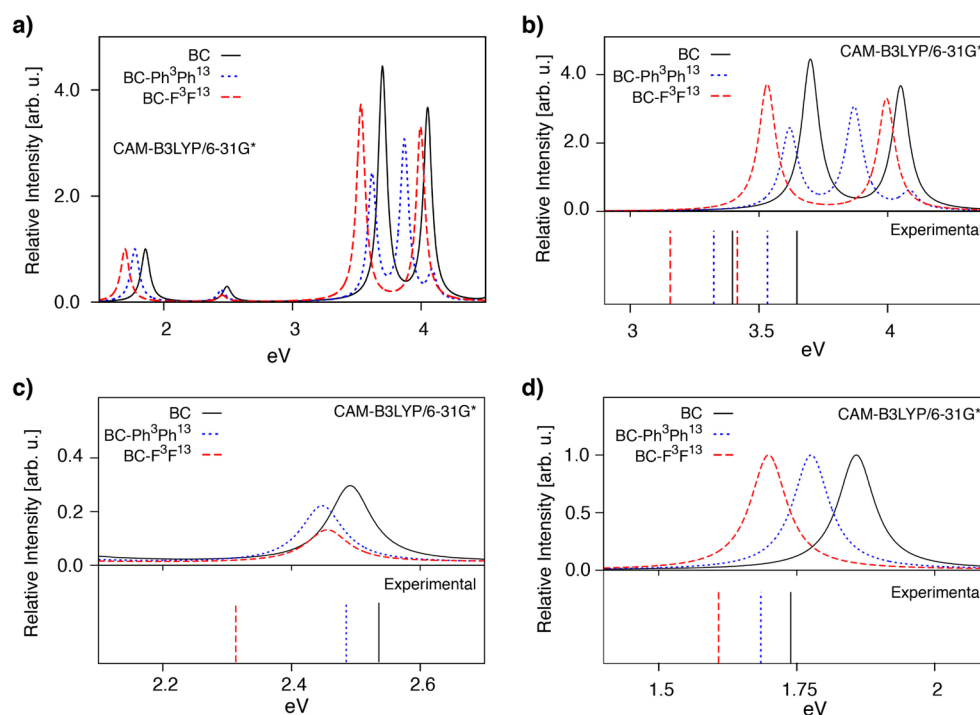 a)
BC
BC-Ph³Ph¹³
BC-F³F¹³
CAM-B3LYP/6-31G*
Relative Intensity [arb. u.]
4.0
2.0
0.0
2
3
4
eV
b)
BC
CAM-B3LYP/6-31G*
BC-Ph³Ph¹³
BC-F³F¹³
Relative Intensity [arb. u.]
4.0
2.0
0.0
Experimental
3
3.5
4
eV
c)
BC
CAM-B3LYP/6-31G*
BC-Ph³Ph¹³
BC-F³F¹³
Relative Intensity [arb. u.]
0.4
0.2
0.0
Experimental
2.2
2.4
2.6
eV
d)
BC
CAM-B3LYP/6-31G*
BC-Ph³Ph¹³
BC-F³F¹³
Relative Intensity [arb. u.]
1.0
0.5
0.0
Experimental
1.5
1.75
2
eV